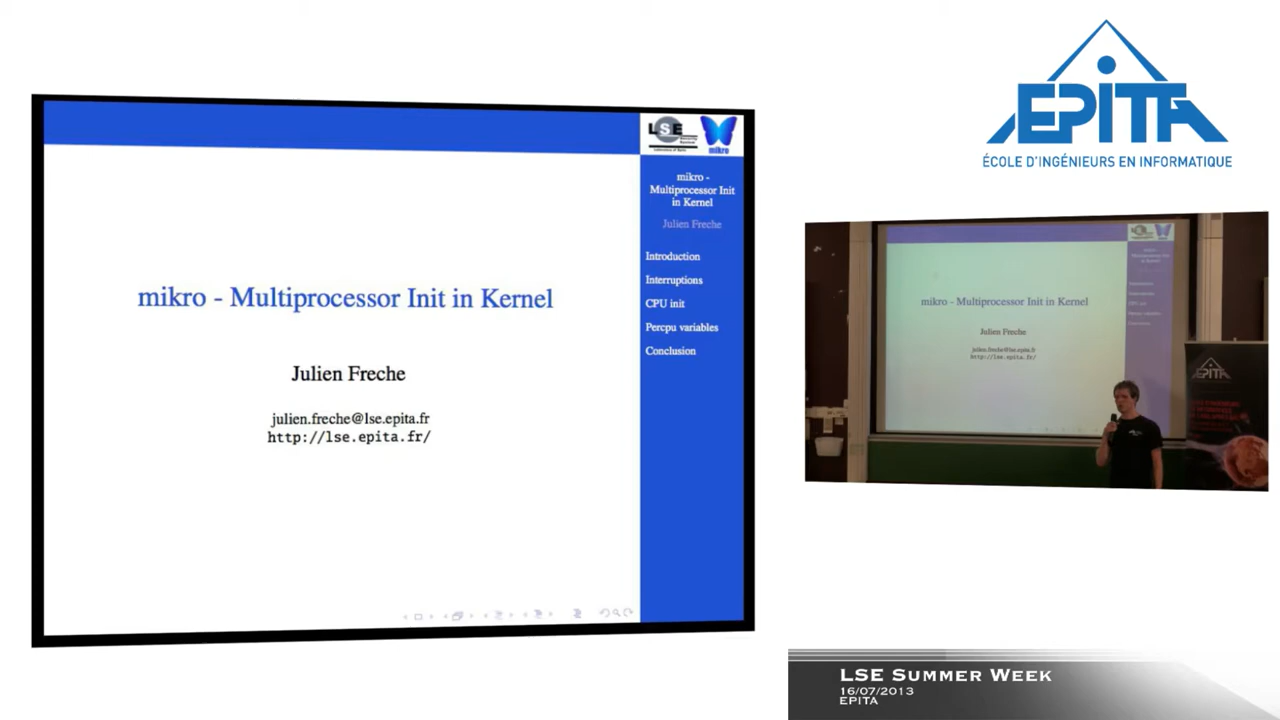 LSE
mikro
mikro -
Multiprocessor Init
in Kernel
Julien Freche
Introduction
Interruptions
CPU init
Percpu variables
Conclusion
mikro - Multiprocessor Init in Kernel
Julien Freche
julien.freche@lse.epita.fr
http://lse.epita.fr/
EPITA
ÉCOLE D'INGÉNIEURS EN INFORMATIQUE
mikro - Multiprocessor Init in Kernel
Julien Freche
julien.freche@lse.epita.fr
http://lse.epita.fr/
EPITA
LSE Summer Week
16/07/2013
EPITA